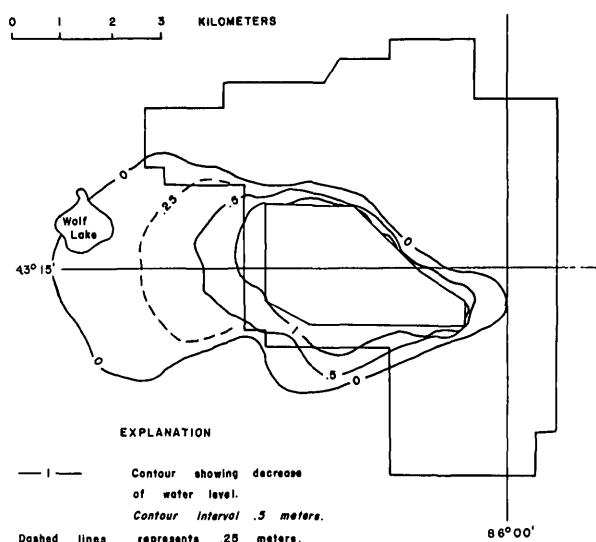 0 1 2 3 KILOMETERS
0
.25
.5
Wolf
Lake
0
43° 15'
1
.5
0
0
EXPLANATION
— 1 — Contour showing decrease
of water level.
Contour Interval .5 meters.
Dashed lines represents .25 meters.
86°00'